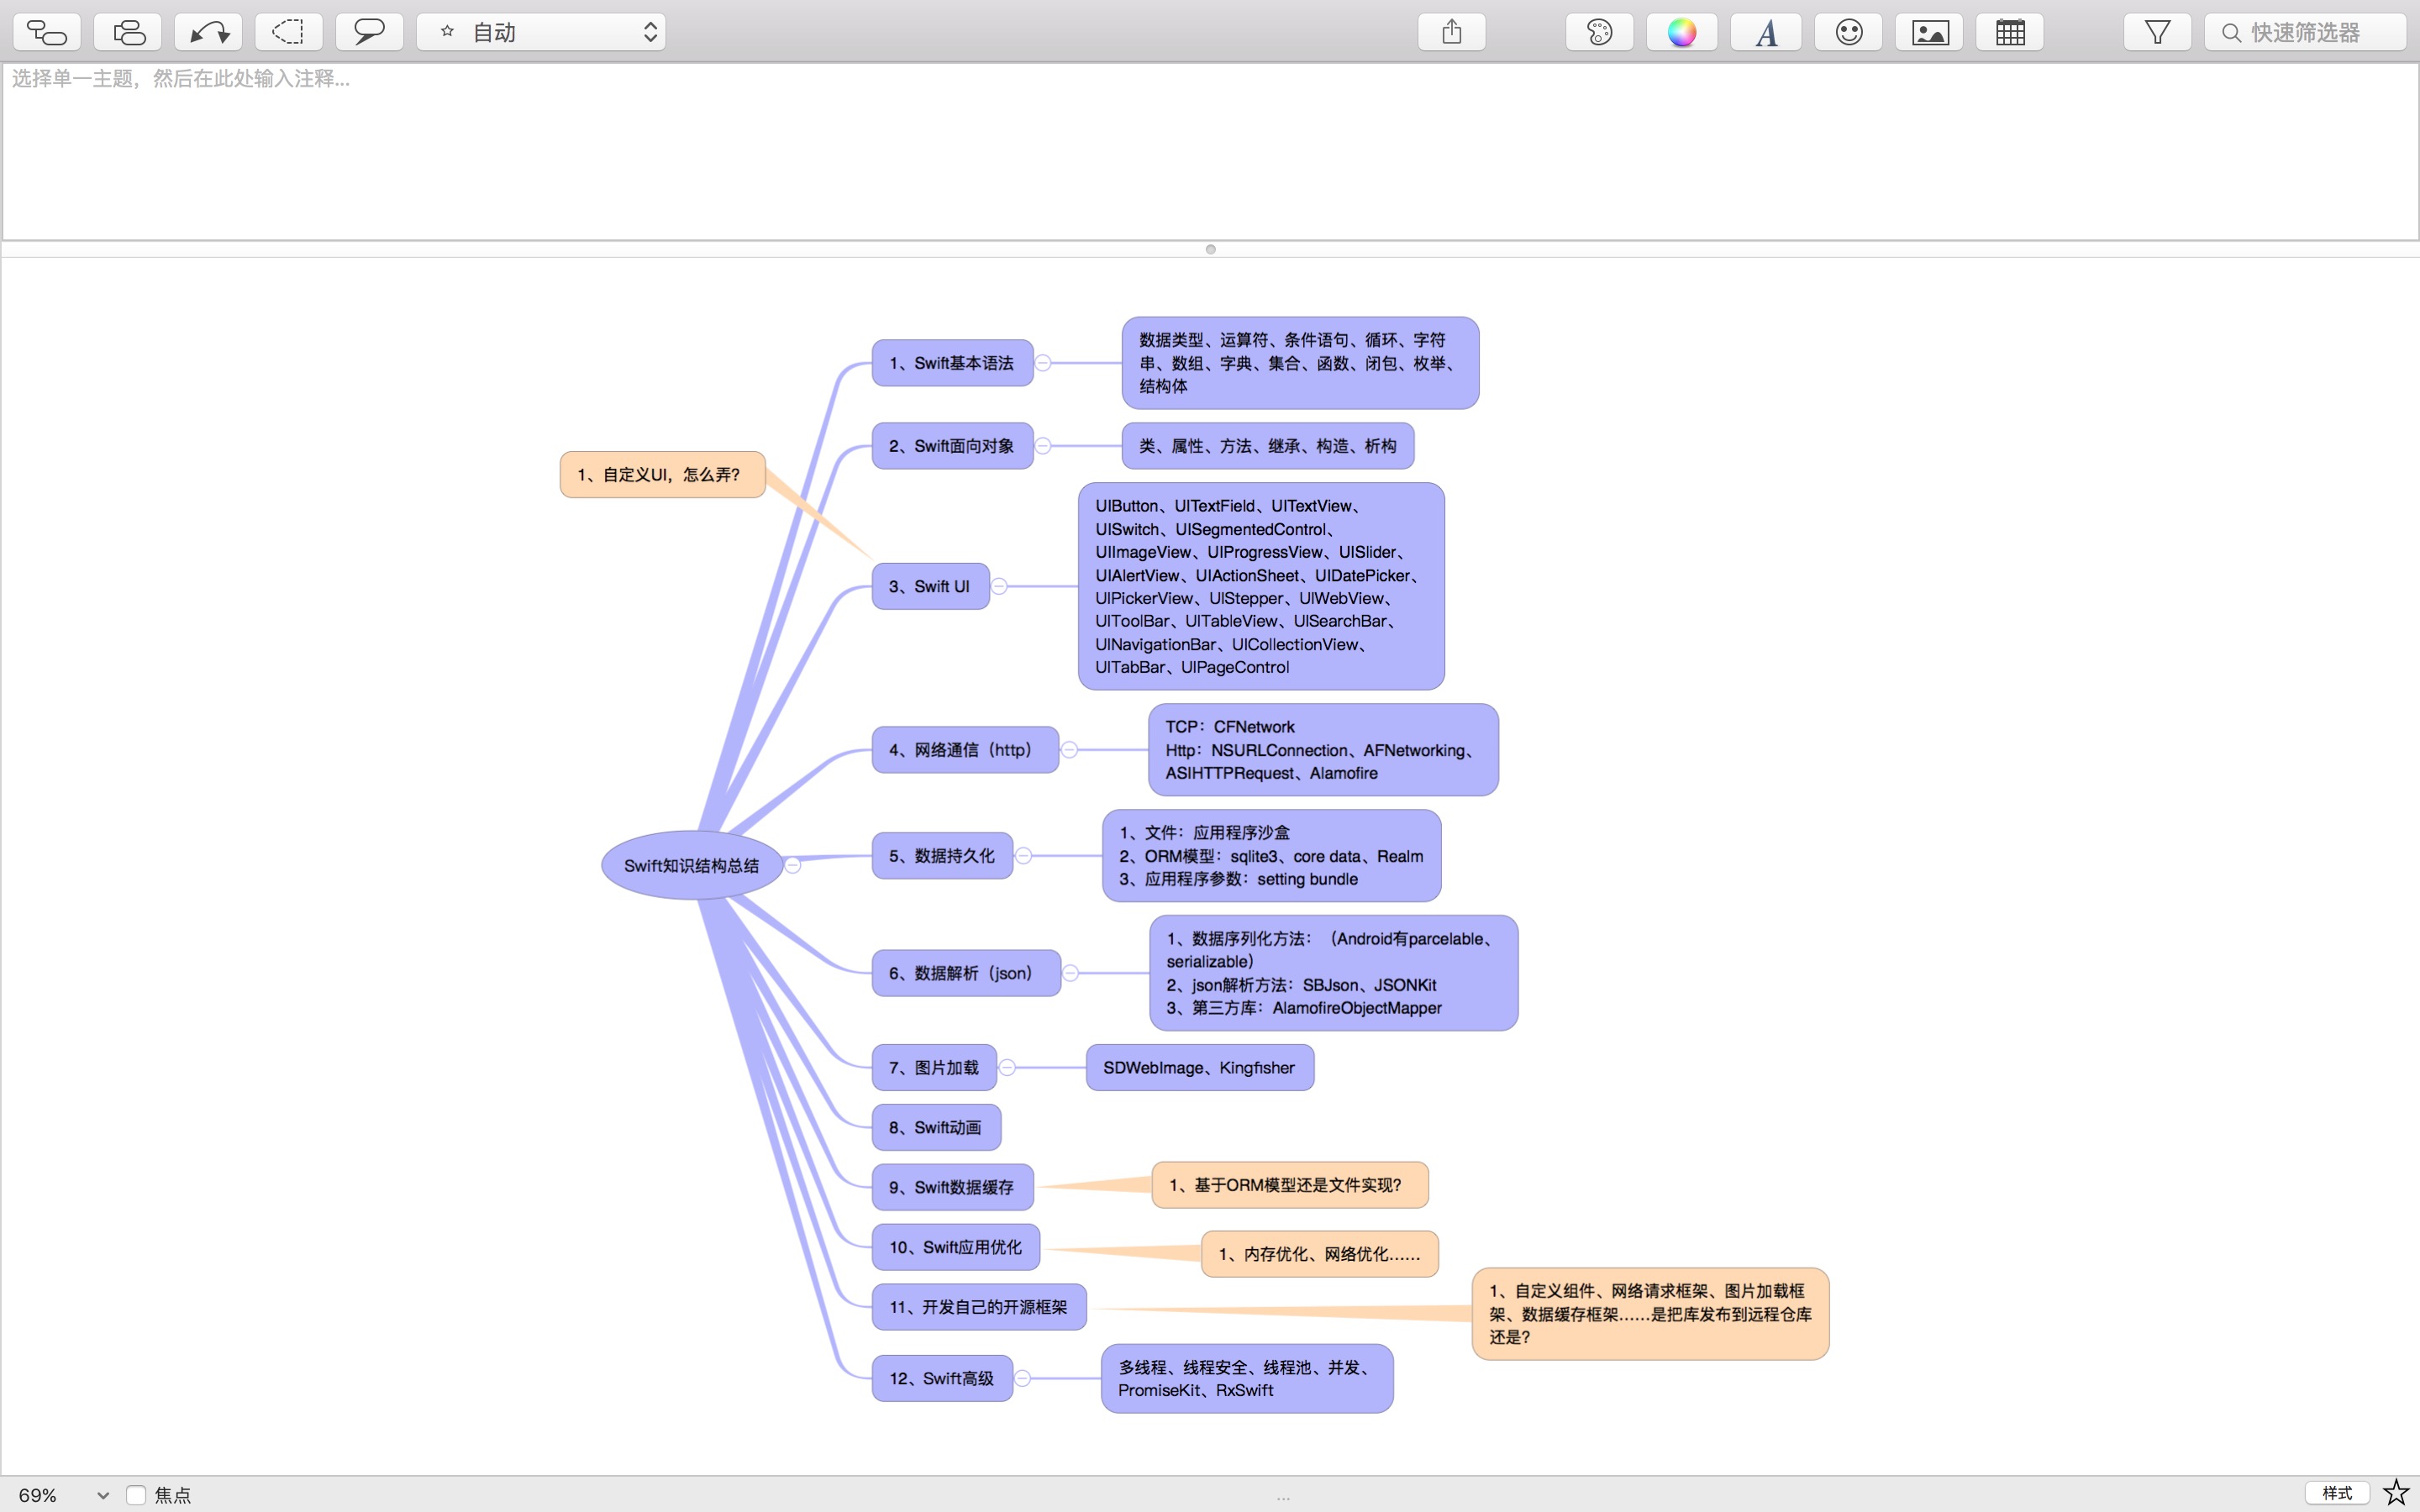 自动
快速筛选器
选择单一主题，然后在此处输入注释...
1、Swift基本语法
数据类型、运算符、条件语句、循环、字符
串、数组、字典、集合、函数、闭包、枚举、
结构体
2、Swift面向对象
类、属性、方法、继承、构造、析构
1、自定义UI，怎么弄？
3、Swift UI
UIButton、UITextField、UITextView、
UISwitch、UISegmentedControl、
UIImageView、UIProgressView、UISlider、
UIAlertView、UIActionSheet、UIDatePicker、
UIPickerView、UIStepper、UIWebView、
UIToolBar、UITableView、UISearchBar、
UINavigationBar、UICollectionView、
UITabBar、UIPageControl
4、网络通信（http）
TCP：CFNetwork
Http：NSURLConnection、AFNetworking、
ASIHTTPRequest、Alamofire
Swift知识结构总结
5、数据持久化
1、文件：应用程序沙盒
2、ORM模型：sqlite3、core data、Realm
3、应用程序参数：setting bundle
6、数据解析（json）
1、数据序列化方法：（Android有parcelable、
serializable）
2、json解析方法：SBJson、JSONKit
3、第三方库：AlamofireObjectMapper
7、图片加载
SDWebImage、Kingfisher
8、Swift动画
9、Swift数据缓存
1、基于ORM模型还是文件实现？
10、Swift应用优化
1、内存优化、网络优化……
11、开发自己的开源框架
1、自定义组件、网络请求框架、图片加载框
架、数据缓存框架……是把库发布到远程仓库
还是？
12、Swift高级
多线程、线程安全、线程池、并发、
PromiseKit、RxSwift
69%
焦点
...
样式